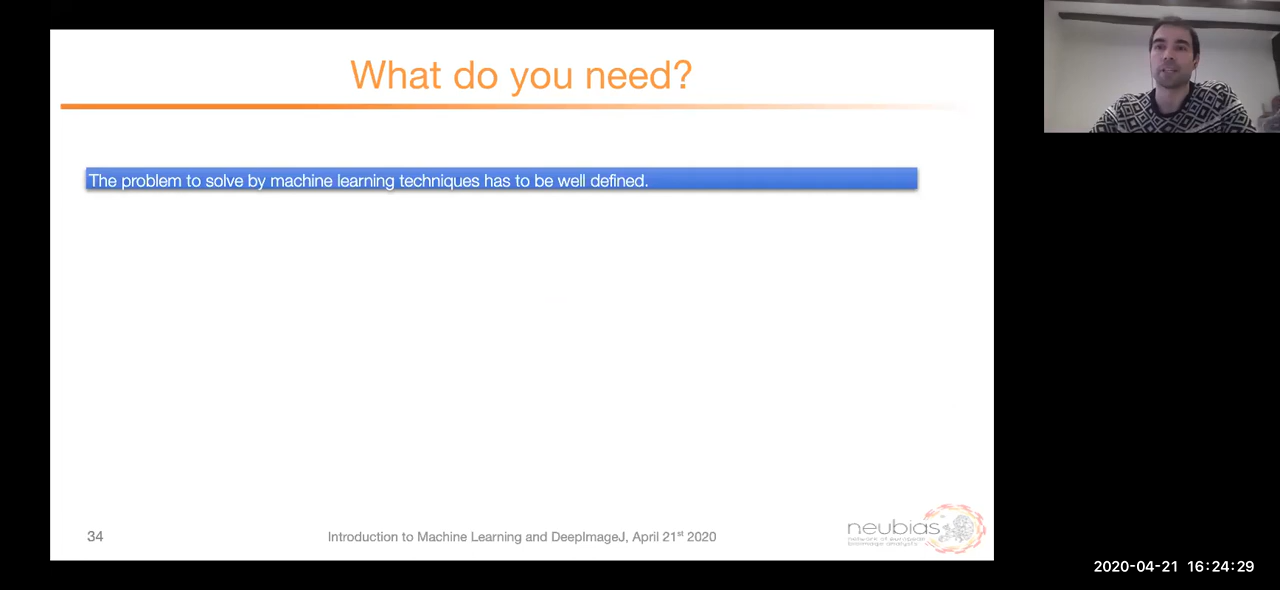 What do you need?
The problem to solve by machine learning techniques has to be well defined.
34
Introduction to Machine Learning and DeepImageJ, April 21st 2020
neubias
network of european
bioimage analysts
2020-04-21 16:24:29